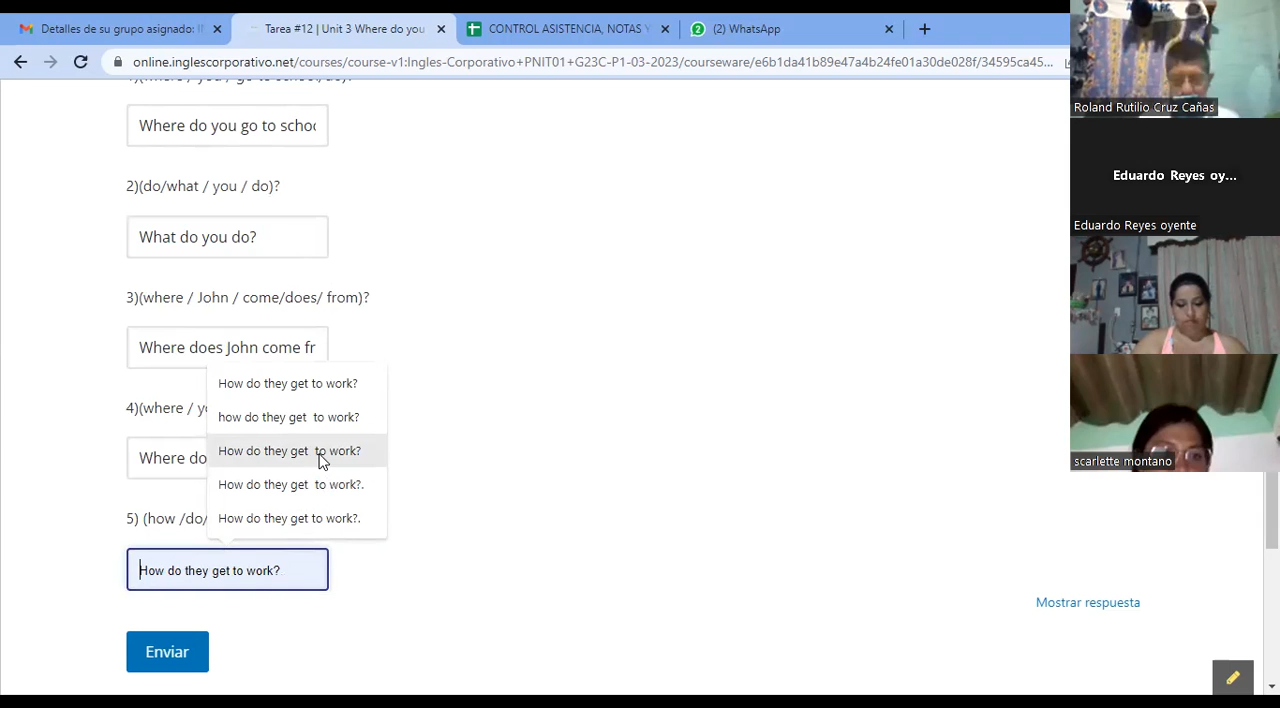 Detalles de su grupo asignado: I
Tarea #12 | Unit 3 Where do you
CONTROL ASISTENCIA, NOTAS Y
(2) WhatsApp
online.inglescorporativo.net/courses/course-v1:Ingles-Corporativo+PNIT01+G23C-P1-03-2023/courseware/e6b1da41b89e47a4b24fe01a30de028f/34595ca45...
Where do you go to schoo
2)(do/what / you / do)?
What do you do?
3)(where / John / come/does/ from)?
Where does John come fr
How do they get to work?
4)(where / yo
how do they get  to work?
How do they get  to work?
Where do
How do they get  to work?.
5) (how /do/
How do they get to work?.
How do they get to work?
Mostrar respuesta
Enviar
Roland Rutilio Cruz Cañas
Eduardo Reyes oy...
Eduardo Reyes oyente
scarlette montano